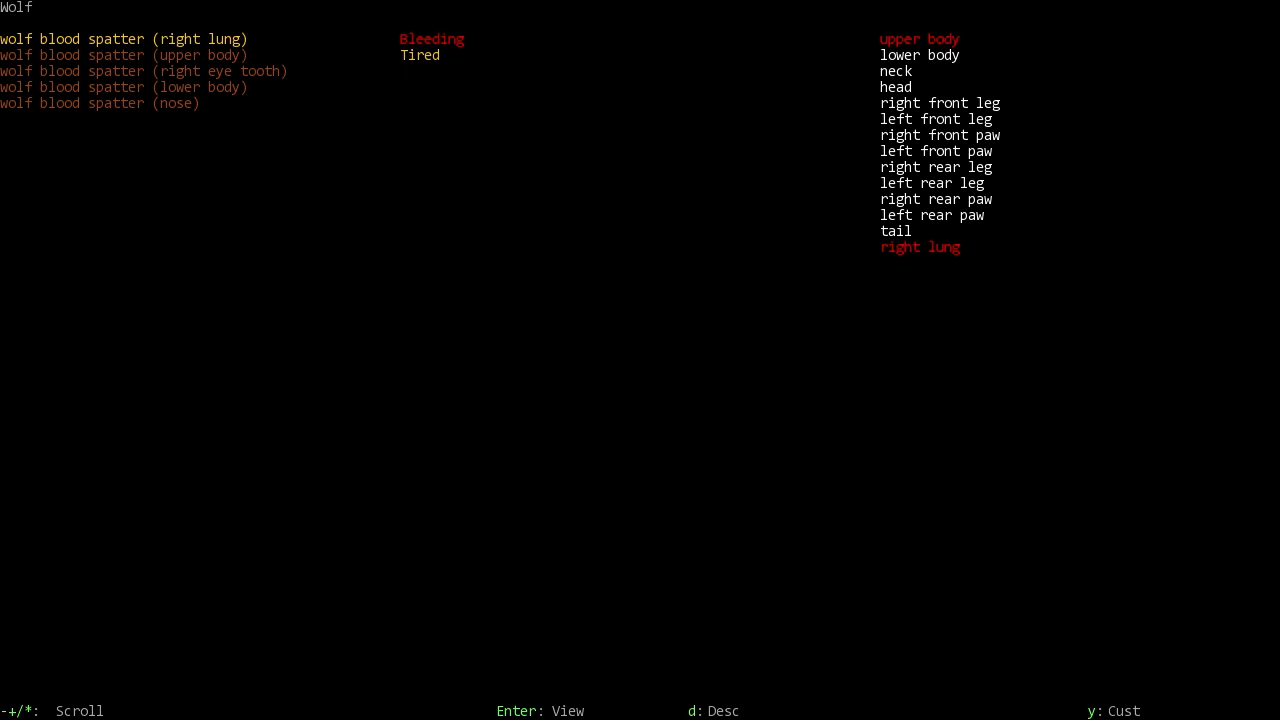 Wolf
wolf blood spatter (right lung) Bleeding upper body
wolf blood spatter (upper body) Tired lower body
wolf blood spatter (right eye tooth) neck
wolf blood spatter (lower body) head
wolf blood spatter (nose) right front leg
left front leg
right front paw
left front paw
right rear leg
left rear leg
right rear paw
left rear paw
tail
right lung
-+/*: Scroll Enter: View d: Desc y: Cust